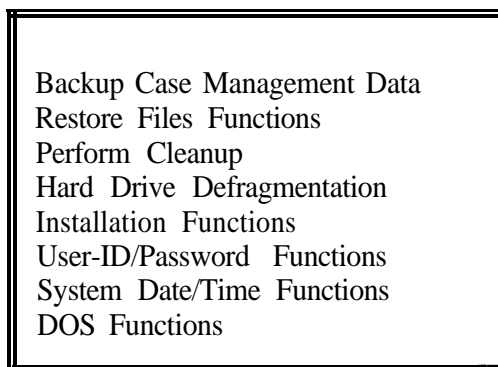 Backup Case Management Data
Restore Files Functions
Perform Cleanup
Hard Drive Defragmentation
Installation Functions
User-ID/Password Functions
System Date/Time Functions
DOS Functions